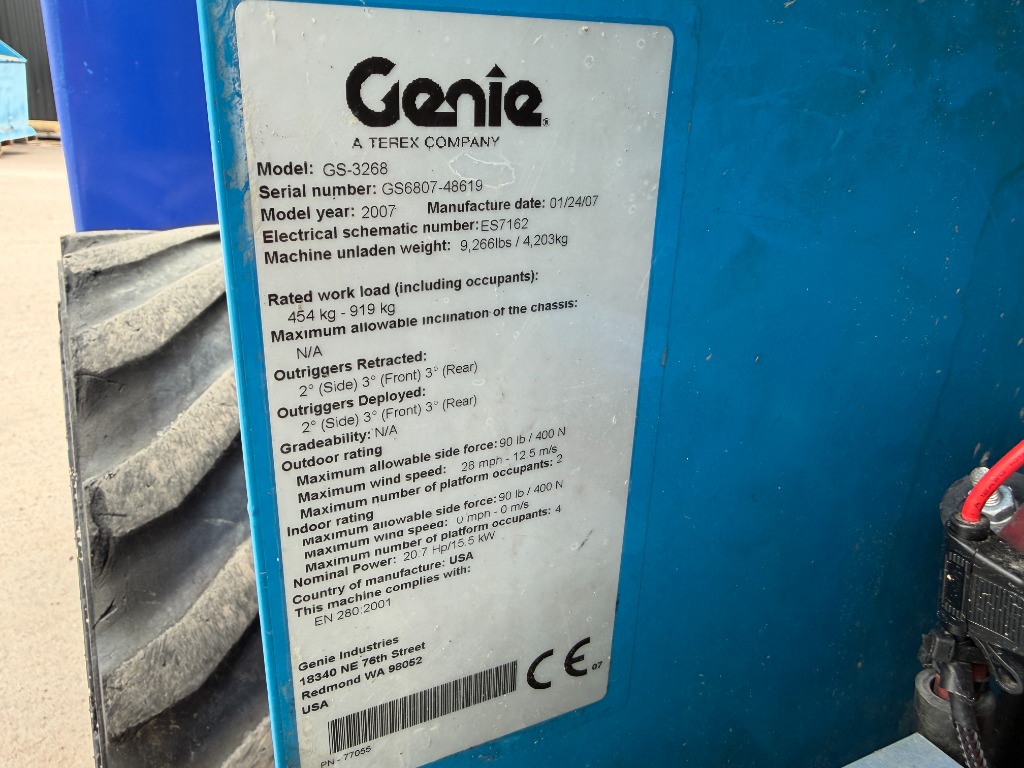 Genie
A TEREX COMPANY
Model: GS-3268
Serial number: GS6807-48619
Model year: 2007 Manufacture date: 01/24/07
Electrical schematic number: ES7162
Machine unladen weight: 9,266lbs / 4,203kg
Rated work load (including occupants):
454 kg - 919 kg
Maximum allowable inclination of the chassis:
N/A
Outriggers Retracted:
2° (Side) 3° (Front) 3° (Rear)
Outriggers Deployed:
2° (Side) 3° (Front) 3° (Rear)
Gradeability: N/A
Outdoor rating
Maximum allowable side force: 90 lb / 400 N
Maximum wind speed: 28 mph - 12.5 m/s
Maximum number of platform occupants: 2
Indoor rating
Maximum allowable side force: 90 lb / 400 N
Maximum wind speed: 0 mph - 0 m/s
Maximum number of platform occupants: 4
Nominal Power: 20.7 Hp/15.5 kW
Country of manufacture: USA
This machine complies with:
EN 280:2001
Genie Industries
18340 NE 76th Street
Redmond WA 98052
USA
CE 07
PN - 77055